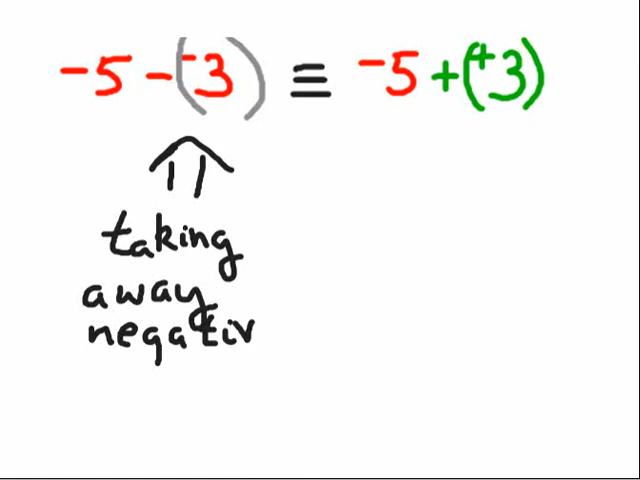 -5 -(-3) ≡ -5 +(+3)
taking
away
negativ